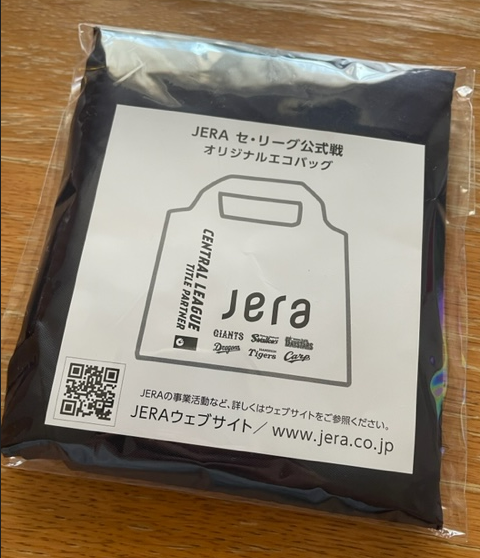 JERA セ・リーグ公式戦
オリジナルエコバッグ
CENTRAL LEAGUE
TITLE PARTNER
Jera
GIANTS Swallows BAYSTARS
Dragons Tigers Carp
JERAの事業活動など、詳しくはウェブサイトをご参照ください。
JERAウェブサイト／ www.jera.co.jp